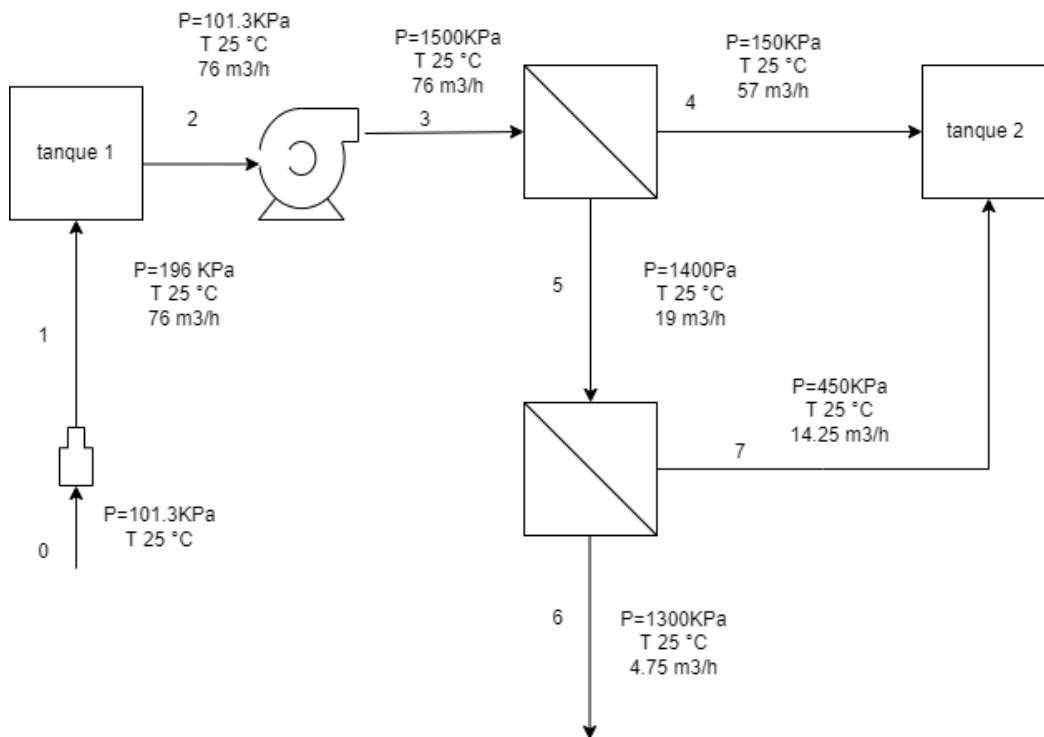 P=101.3KPa
T 25 °C
76 m3/h
P=1500KPa
T 25 °C
76 m3/h
P=150KPa
T 25 °C
57 m3/h
tanque 1
2
3
4
tanque 2
P=196 KPa
T 25 °C
76 m3/h
1
5
P=1400Pa
T 25 °C
19 m3/h
P=450KPa
T 25 °C
14.25 m3/h
7
P=101.3KPa
T 25 °C
0
6
P=1300KPa
T 25 °C
4.75 m3/h